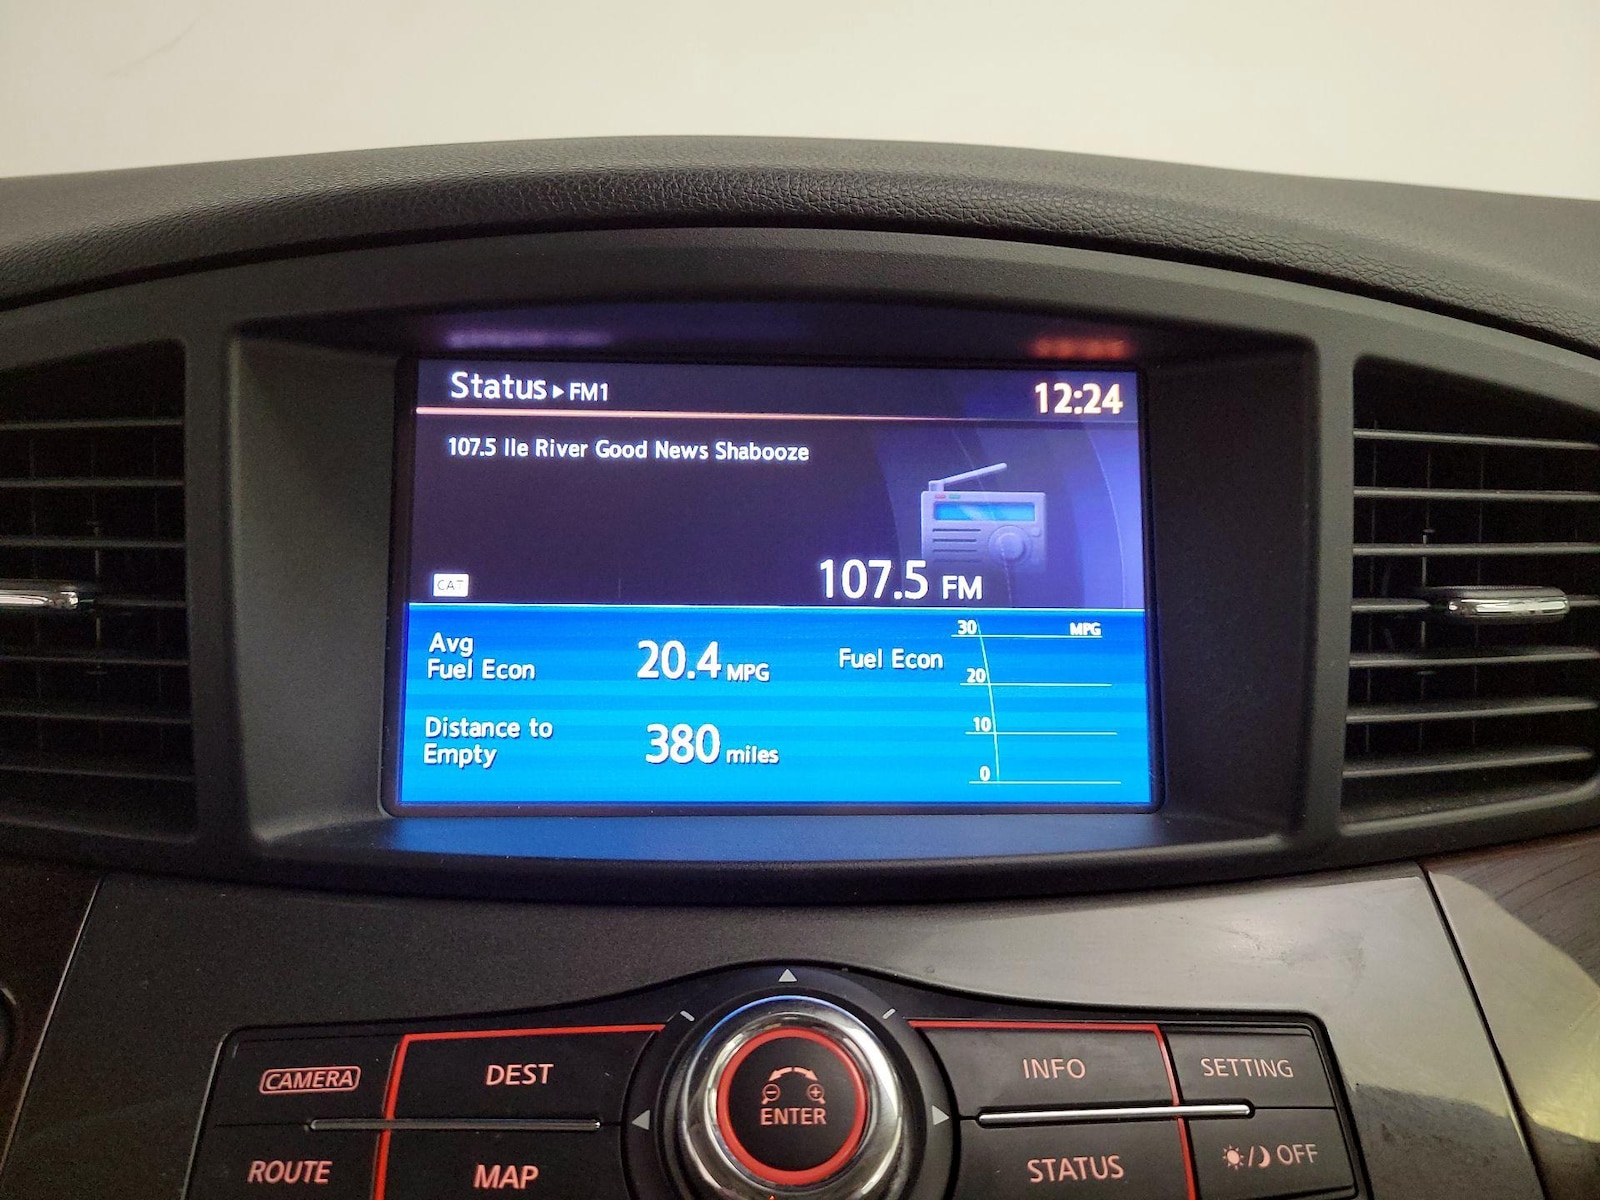 Status ▸ FM1
12:24
107.5 Ile River Good News Shabooze
CAT
107.5 FM
Avg
Fuel Econ
20.4 MPG
Distance to
Empty
380 miles
Fuel Econ
30 MPG
20
10
0
CAMERA
DEST
ROUTE
MAP
ENTER
INFO
SETTING
STATUS
OFF